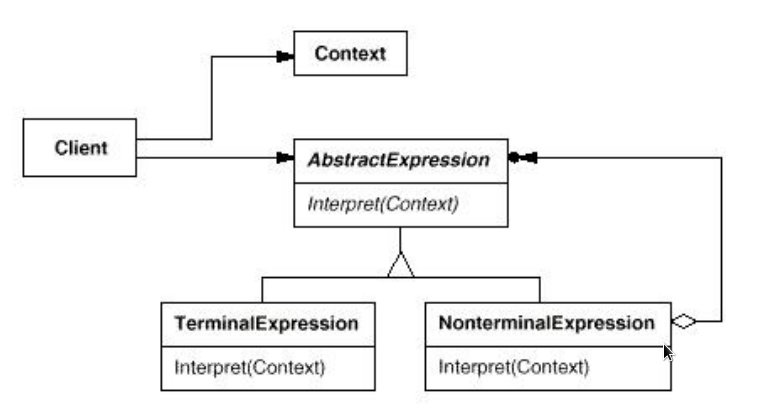 Context
Client
AbstractExpression
Interpret(Context)
TerminalExpression
Interpret(Context)
NonterminalExpression
Interpret(Context)